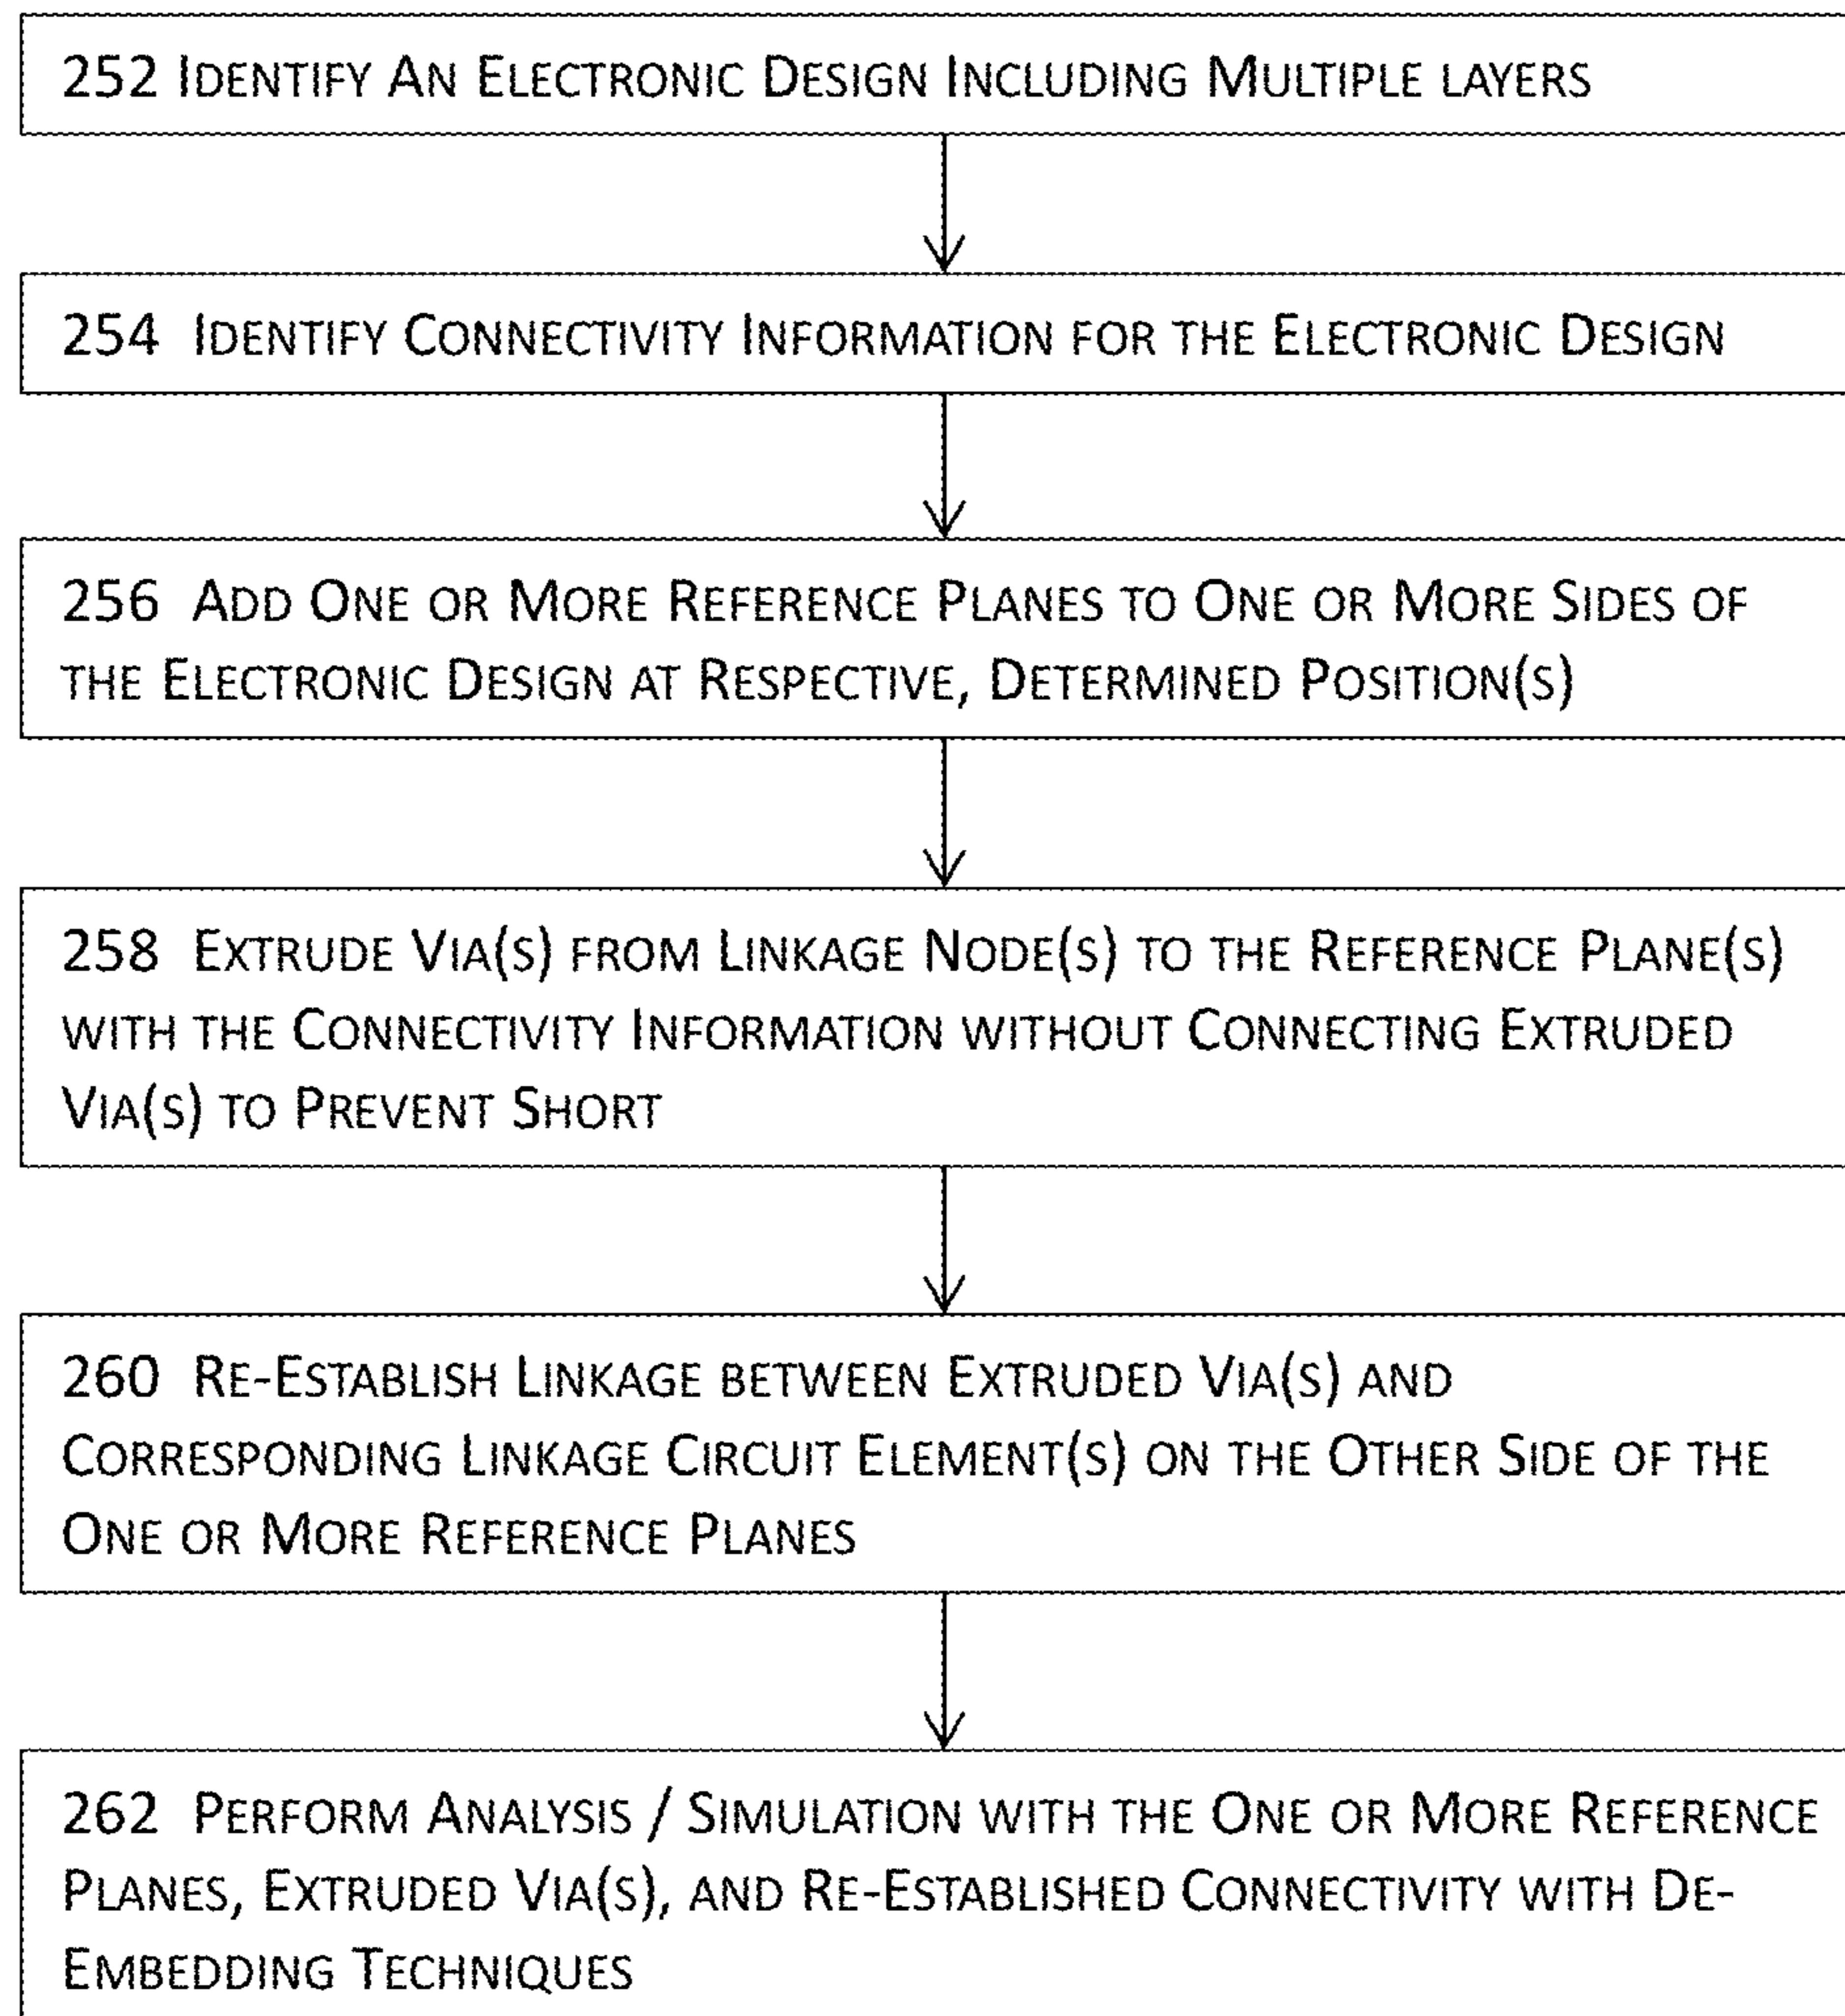 252 IDENTIFY AN ELECTRONIC DESIGN INCLUDING MULTIPLE LAYERS
254 IDENTIFY CONNECTIVITY INFORMATION FOR THE ELECTRONIC DESIGN
256 ADD ONE OR MORE REFERENCE PLANES TO ONE OR MORE SIDES OF
THE ELECTRONIC DESIGN AT RESPECTIVE, DETERMINED POSITION(S)
258 EXTRUDE VIA(S) FROM LINKAGE NODE(S) TO THE REFERENCE PLANE(S)
WITH THE CONNECTIVITY INFORMATION WITHOUT CONNECTING EXTRUDED
VIA(S) TO PREVENT SHORT
260 RE-ESTABLISH LINKAGE BETWEEN EXTRUDED VIA(S) AND
CORRESPONDING LINKAGE CIRCUIT ELEMENT(S) ON THE OTHER SIDE OF THE
ONE OR MORE REFERENCE PLANES
262 PERFORM ANALYSIS / SIMULATION WITH THE ONE OR MORE REFERENCE
PLANES, EXTRUDED VIA(S), AND RE-ESTABLISHED CONNECTIVITY WITH DE-
EMBEDDING TECHNIQUES